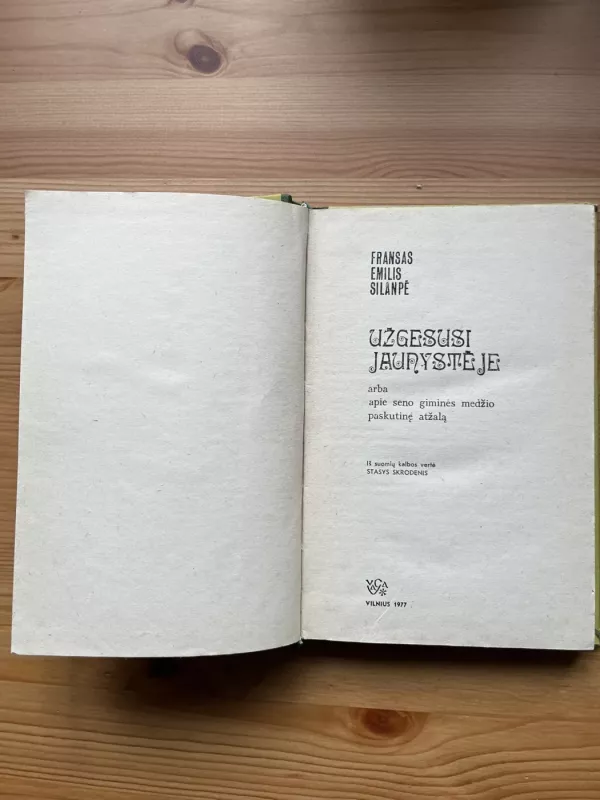 FRANSAS
EMILIS
SILANPĖ
UŽGESUSI
JAUNYSTĖJE
arba
apie seno giminės medžio
paskutinę atžalą
Iš suomių kalbos vertė
STASYS SKRODENIS
VILNIUS 1977